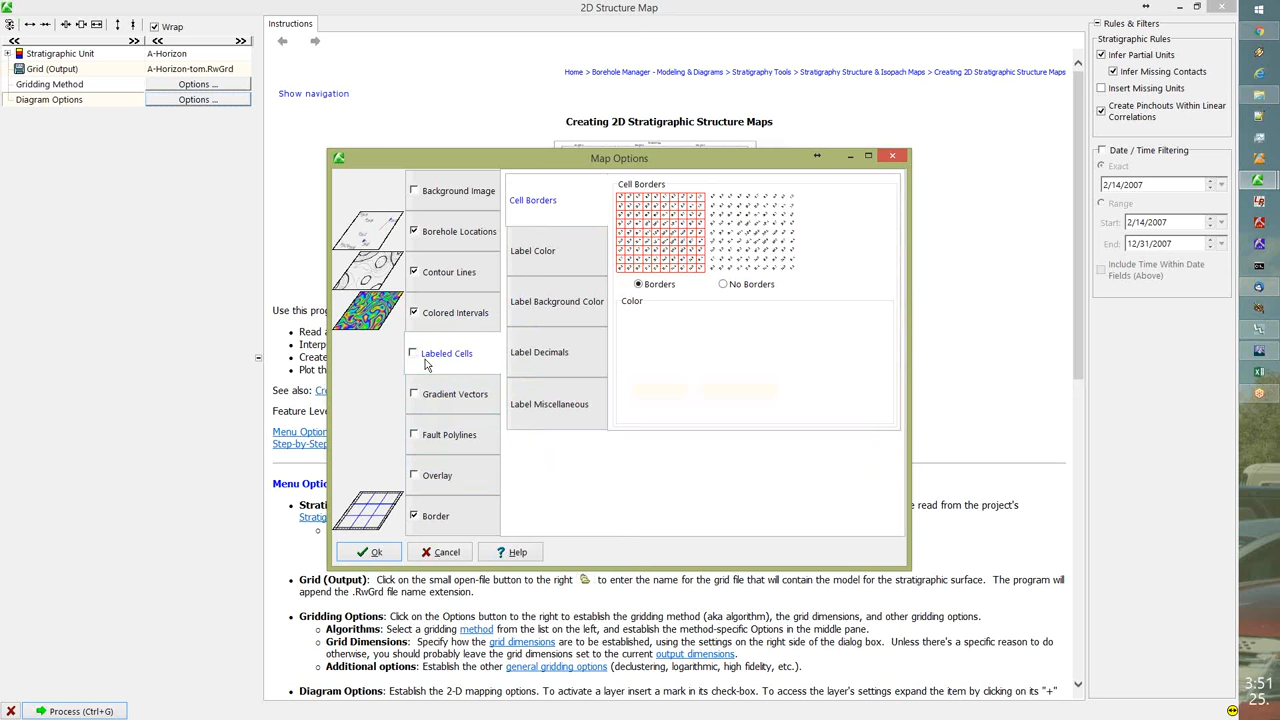 2D Structure Map
Wrap
<< >> << >>
Stratigraphic Unit A-Horizon
Grid (Output) A-Horizon-tom.RwGrd
Gridding Method Options ...
Diagram Options Options ...
Instructions
Home > Borehole Manager - Modeling & Diagrams > Stratigraphy Tools > Stratigraphy Structure & Isopach Maps > Creating 2D Stratigraphic Structure Maps
Show navigation
Creating 2D Stratigraphic Structure Maps
Map Options
Background Image
Borehole Locations
Contour Lines
Colored Intervals
Labeled Cells
Gradient Vectors
Fault Polylines
Overlay
Border
Cell Borders
Label Color
Label Background Color
Label Decimals
Label Miscellaneous
Cell Borders
Borders No Borders
Color
Ok Cancel Help
Use this prog
• Read a
• Interp
• Create
• Plot th
See also: Cr
Feature Leve
Menu Option
Step-by-Step
Menu Optio
• Strat read from the project's
Stratig
• Grid (Output): Click on the small open-file button to the right to enter the name for the grid file that will contain the model for the stratigraphic surface. The program will
append the .RwGrd file name extension.
• Gridding Options: Click on the Options button to the right to establish the gridding method (aka algorithm), the grid dimensions, and other gridding options.
o Algorithms: Select a gridding method from the list on the left, and establish the method-specific Options in the middle pane.
o Grid Dimensions: Specify how the grid dimensions are to be established, using the settings on the right side of the dialog box. Unless there's a specific reason to do
otherwise, you should probably leave the grid dimensions set to the current output dimensions.
o Additional options: Establish the other general gridding options (declustering, logarithmic, high fidelity, etc.).
• Diagram Options: Establish the 2-D mapping options. To activate a layer insert a mark in its check-box. To access the layer's settings expand the item by clicking on its "+"
Rules & Filters
Stratigraphic Rules
Infer Partial Units
Infer Missing Contacts
Insert Missing Units
Create Pinchouts Within Linear
Correlations
Date / Time Filtering
Exact
2/14/2007
Range
Start: 2/14/2007
End: 12/31/2007
Include Time Within Date
Fields (Above)
Process (Ctrl+G)
3:51
25.